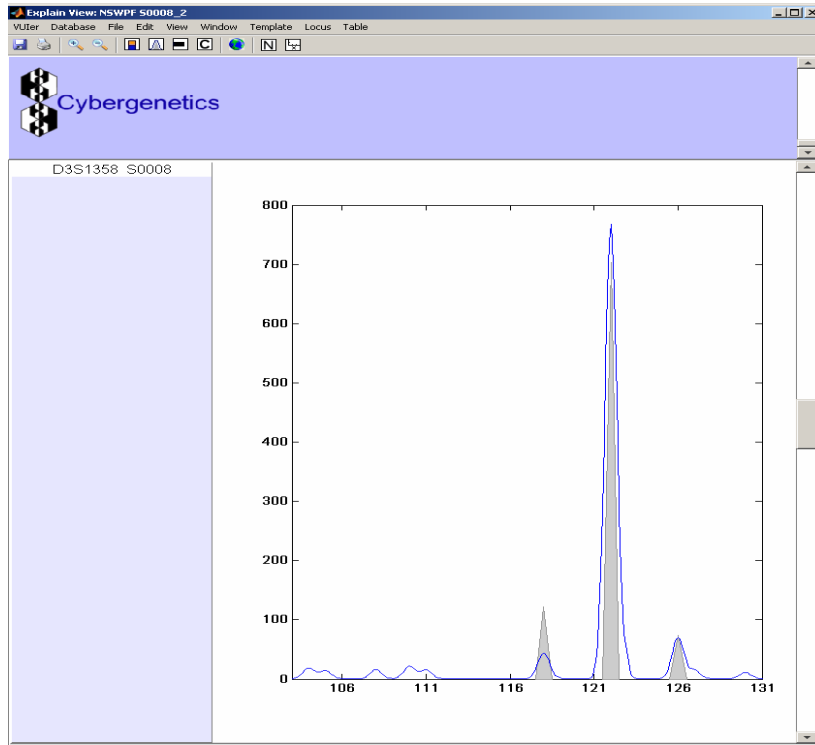 Explain View: NSWPF S0008_2
VUIer Database File Edit View Window Template Locus Table
C N
Cybergenetics
D3S1358 S0008
800
700
600
500
400
300
200
100
0
106 111 116 121 126 131